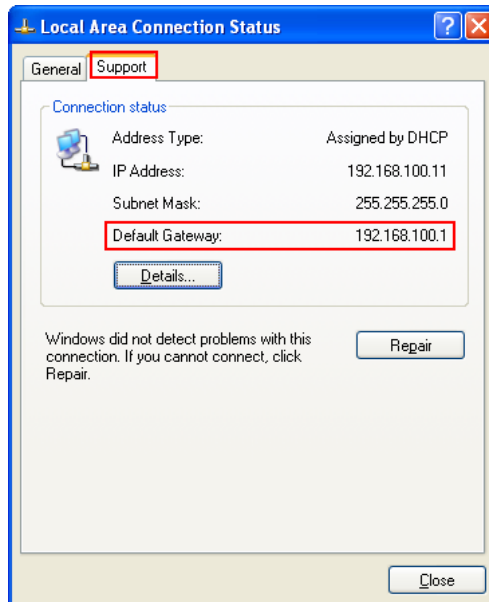 Local Area Connection Status
General Support
Connection status
Address Type: Assigned by DHCP
IP Address: 192.168.100.11
Subnet Mask: 255.255.255.0
Default Gateway: 192.168.100.1
Details...
Windows did not detect problems with this
connection. If you cannot connect, click
Repair.
Repair
Close